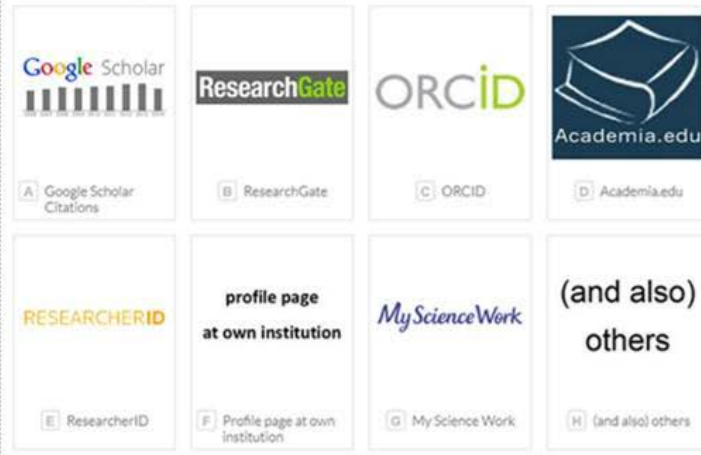 Google Scholar
ResearchGate
ORCiD
Academia.edu
A Google Scholar
Citations
B ResearchGate
C ORCID
D Academia.edu
RESEARCHERID
profile page
at own institution
MyScienceWork
(and also)
others
E ResearcherID
F Profile page at own
institution
G My Science Work
H (and also) others